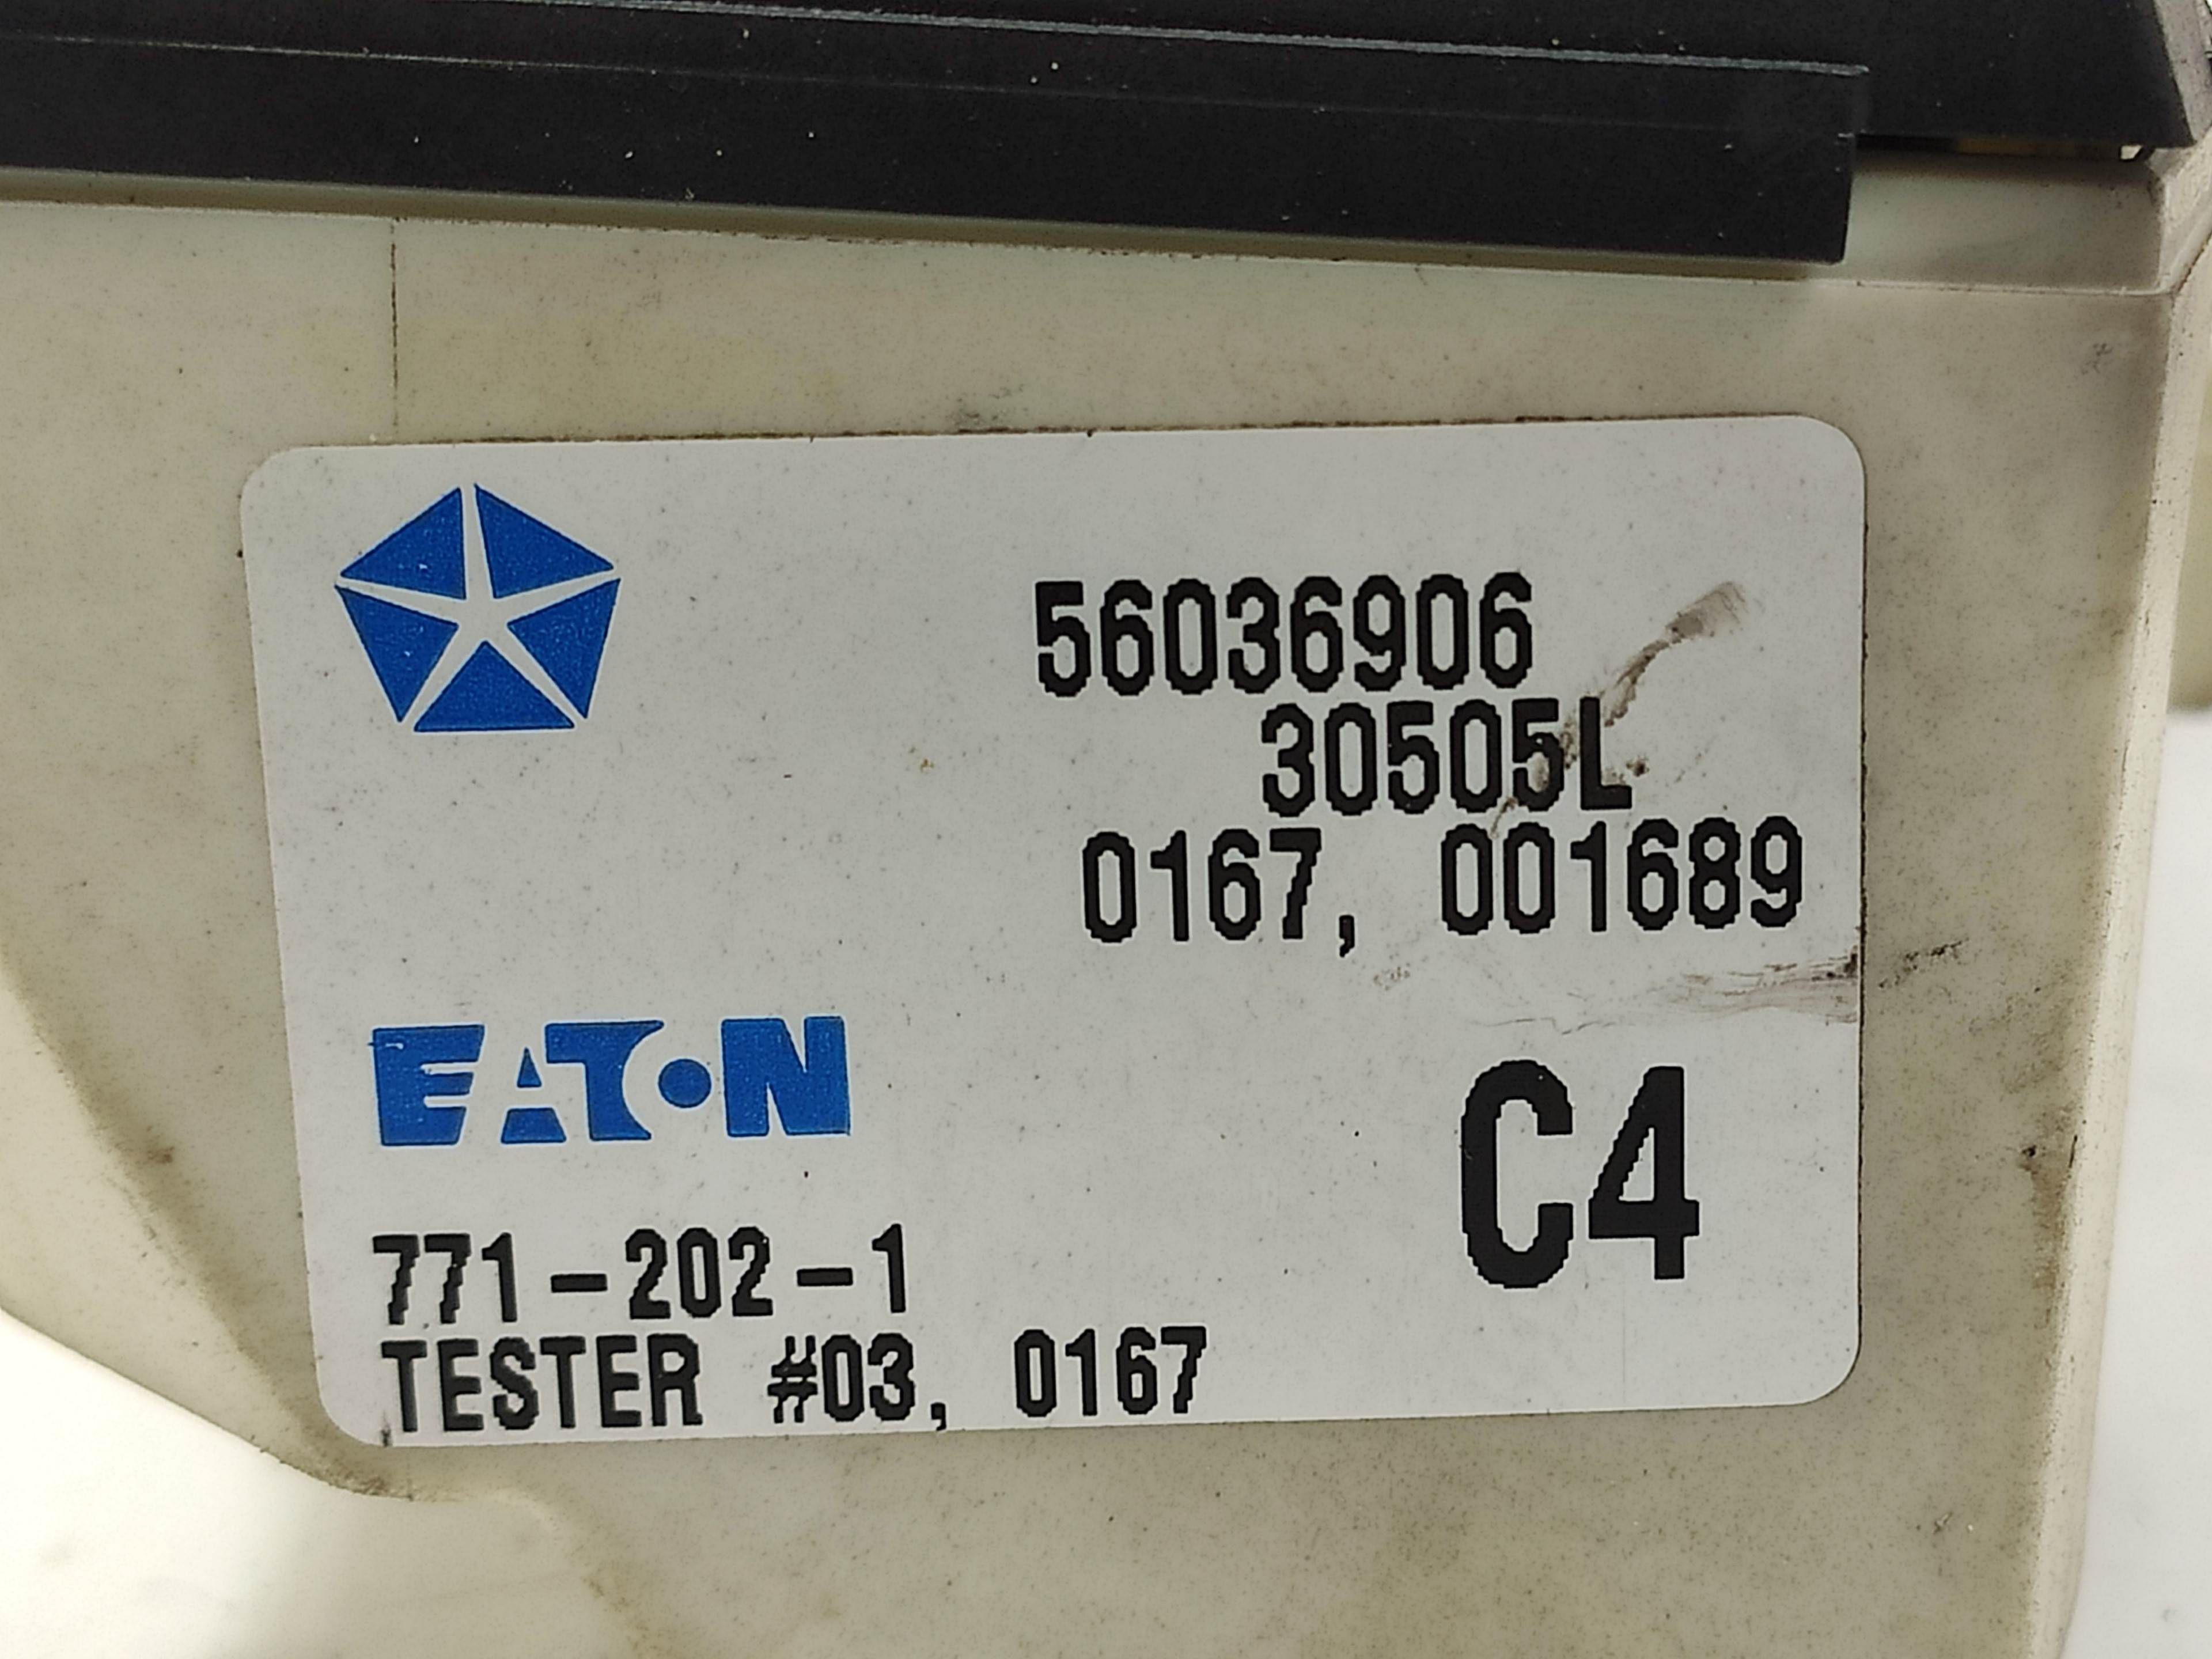 56036906
30505L
0167, 001689
EATON
C4
771-202-1
TESTER #03, 0167